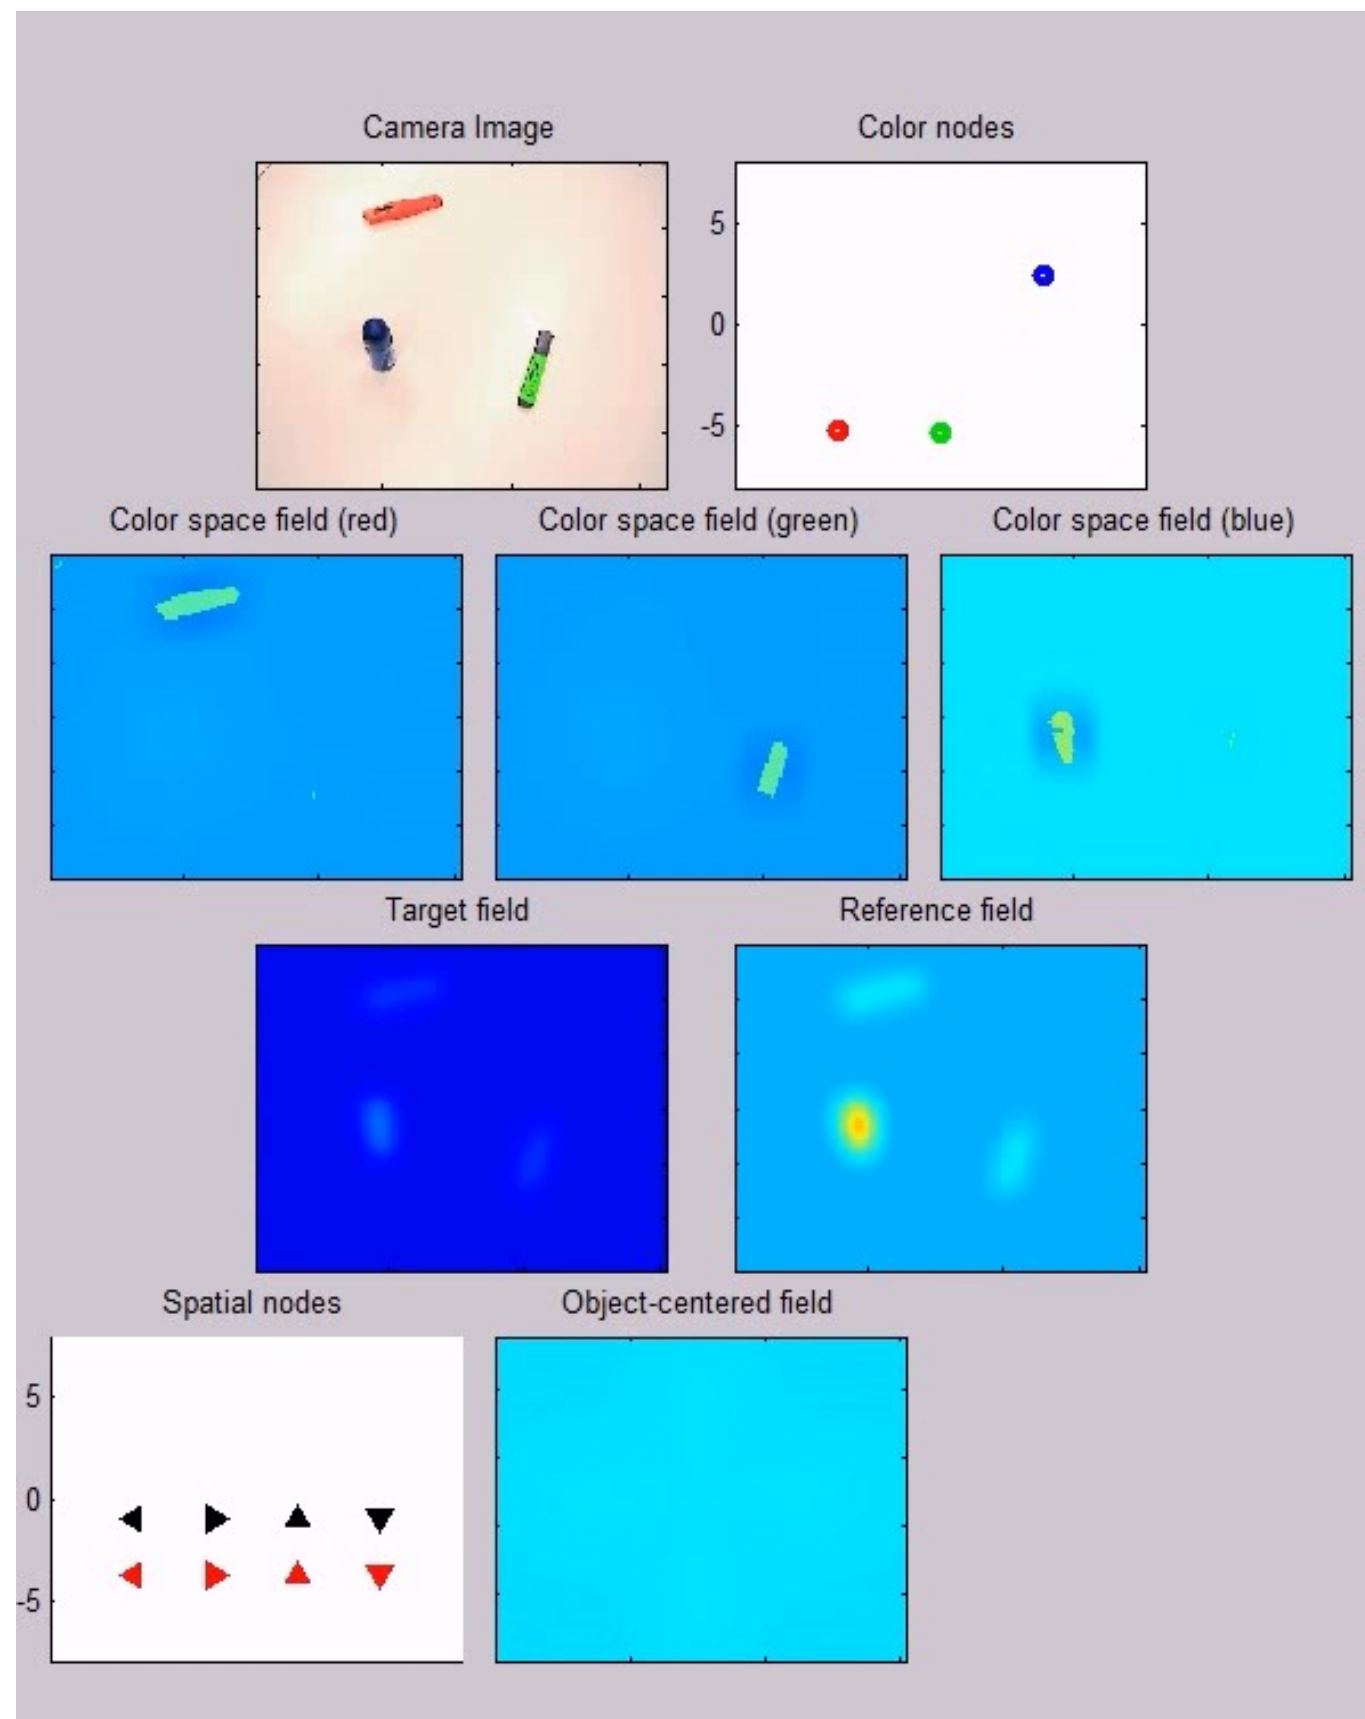 Camera Image
Color nodes
5
0
-5
Color space field (red)
Color space field (green)
Color space field (blue)
Target field
Reference field
Spatial nodes
Object-centered field
5
0
-5